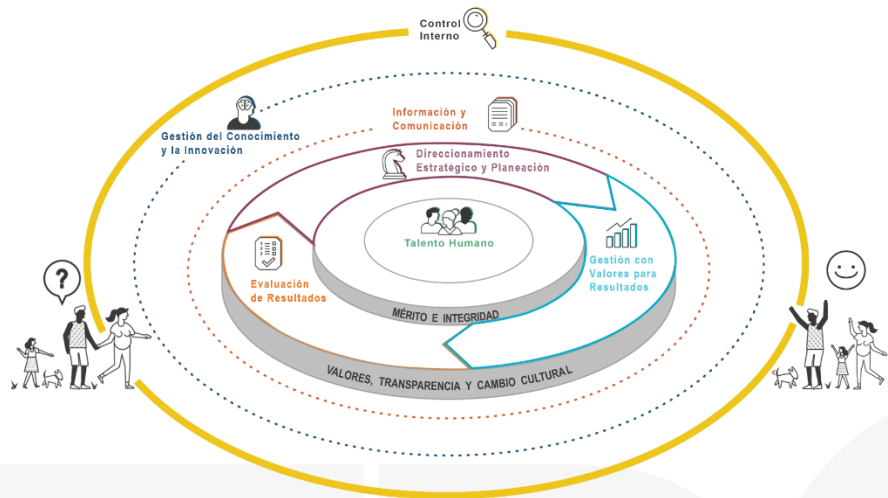 Control
Interno
Información y
Comunicación
Gestión del Conocimiento
y la Innovación
Direccionamiento
Estratégico y Planeación
Talento Humano
Gestión con
Valores para
Resultados
Evaluación
de Resultados
?
MÉRITO E INTEGRIDAD
VALORES, TRANSPARENCIA Y CAMBIO CULTURAL